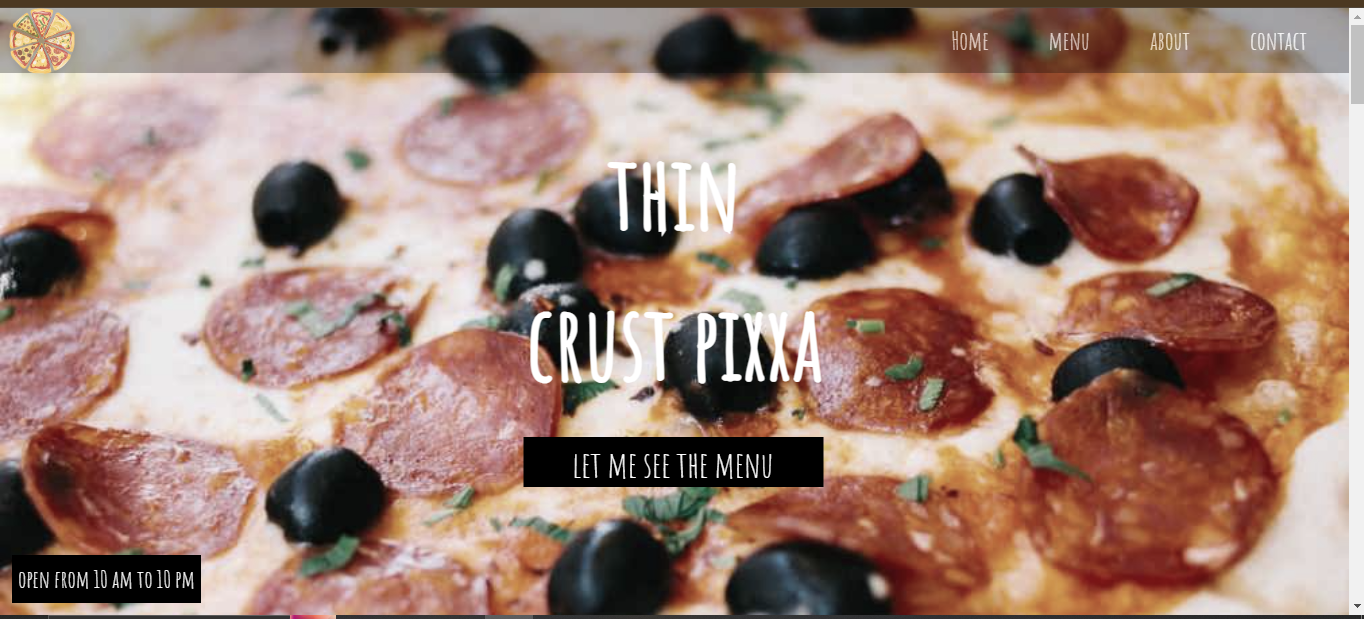 Home MENU ABOUT CONTACT
THIN
CRUST PIXXA
LET ME SEE THE MENU
OPEN FROM 10 AM TO 10 PM